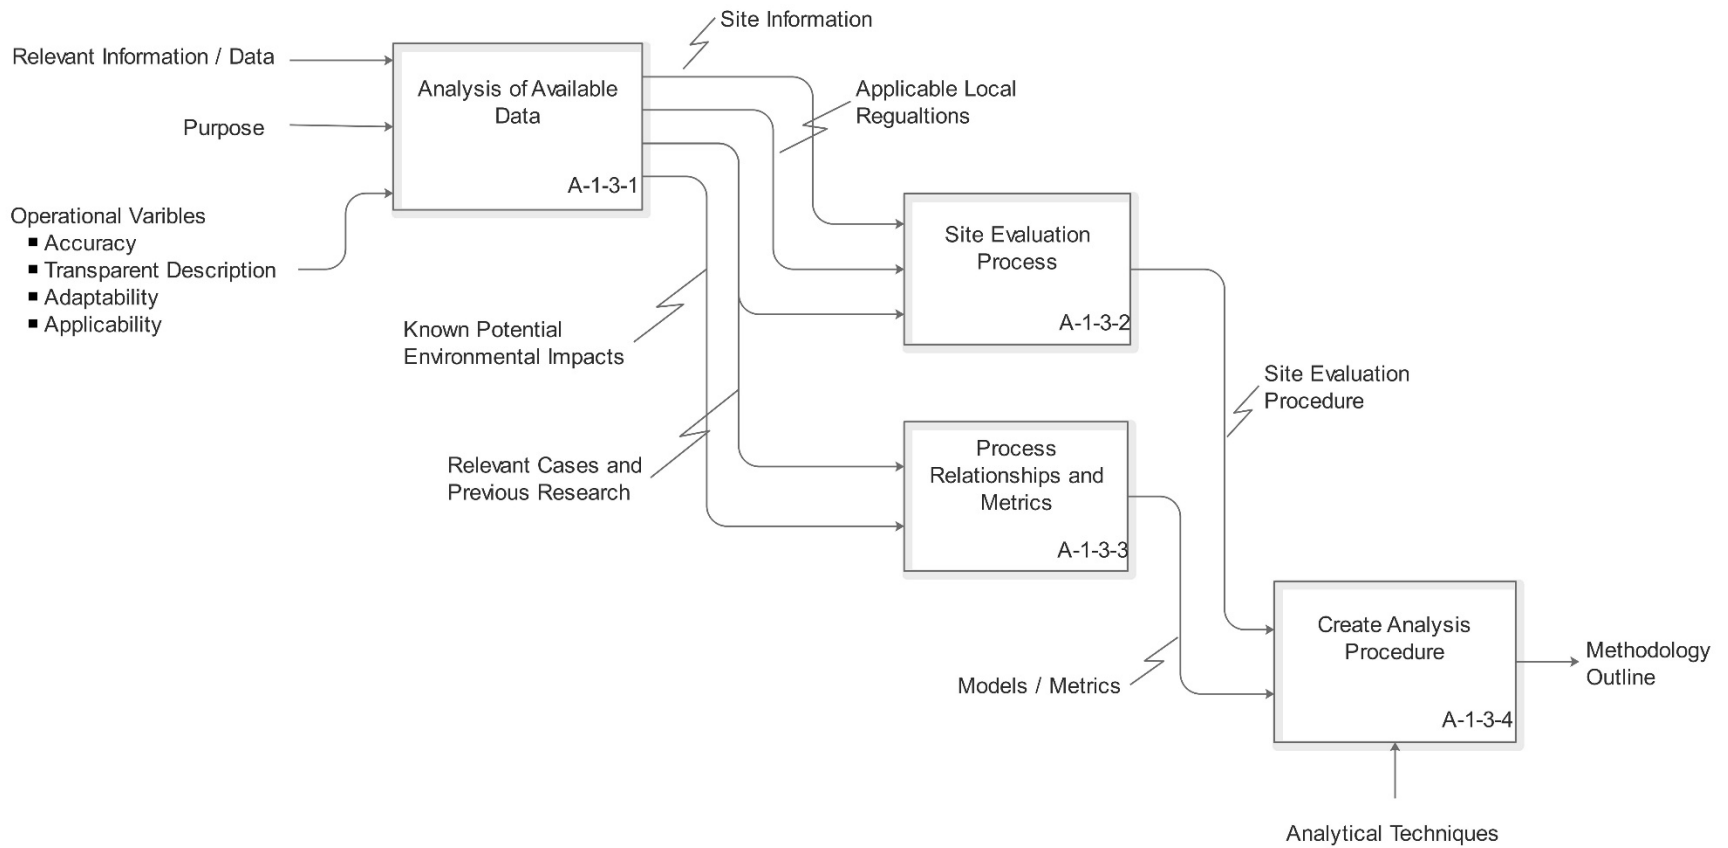 Site Information
Relevant Information / Data
Analysis of Available
Data
A-1-3-1
Purpose
Applicable Local
Regualtions
Operational Varibles
▪ Accuracy
▪ Transparent Description
▪ Adaptability
▪ Applicability
Site Evaluation
Process
A-1-3-2
Known Potential
Environmental Impacts
Site Evaluation
Procedure
Relevant Cases and
Previous Research
Process
Relationships and
Metrics
A-1-3-3
Models / Metrics
Create Analysis
Procedure
A-1-3-4
Methodology
Outline
Analytical Techniques